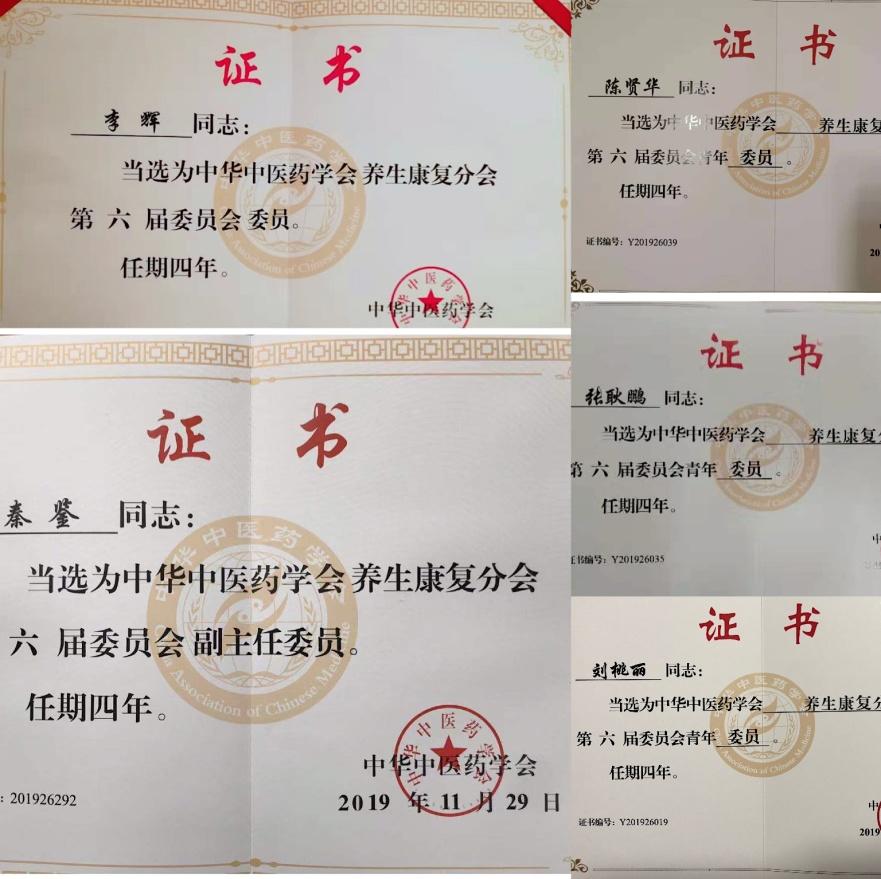 证 书
李辉 同志：
当选为中华中医药学会 养生康复分会
第 六 届委员会 委员。
任期四年。
中华中医药学会
证 书
秦鉴 同志：
当选为中华中医药学会 养生康复分会
六 届委员会 副主任委员。
任期四年。
中华中医药学会
：201926292
2019 年 11 月 29 日
证 书
陈贤华 同志：
当选为中华中医药学会 养生康复
第 六 届委员会青年 委员 。
任期四年。
证书编号：Y201926039
20
证 书
张耿鹏 同志：
当选为中华中医药学会 养生康复
第 六 届委员会青年 委员 。
任期四年。
证书编号：Y201926035
中
证 书
刘桃丽 同志：
当选为中华中医药学会 养生康复
第 六 届委员会青年 委员 。
任期四年。
中
证书编号：Y201926019
2019